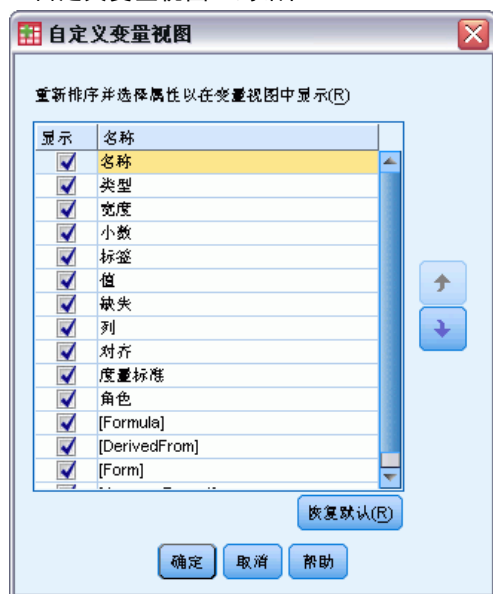 自定义变量视图
重新排序并选择属性以在变量视图中显示(R)
显示 名称
名称
类型
宽度
小数
标签
值
缺失
列
对齐
度量标准
角色
[Formula]
[DerivedFrom]
[Form]
恢复默认(R)
确定 取消 帮助